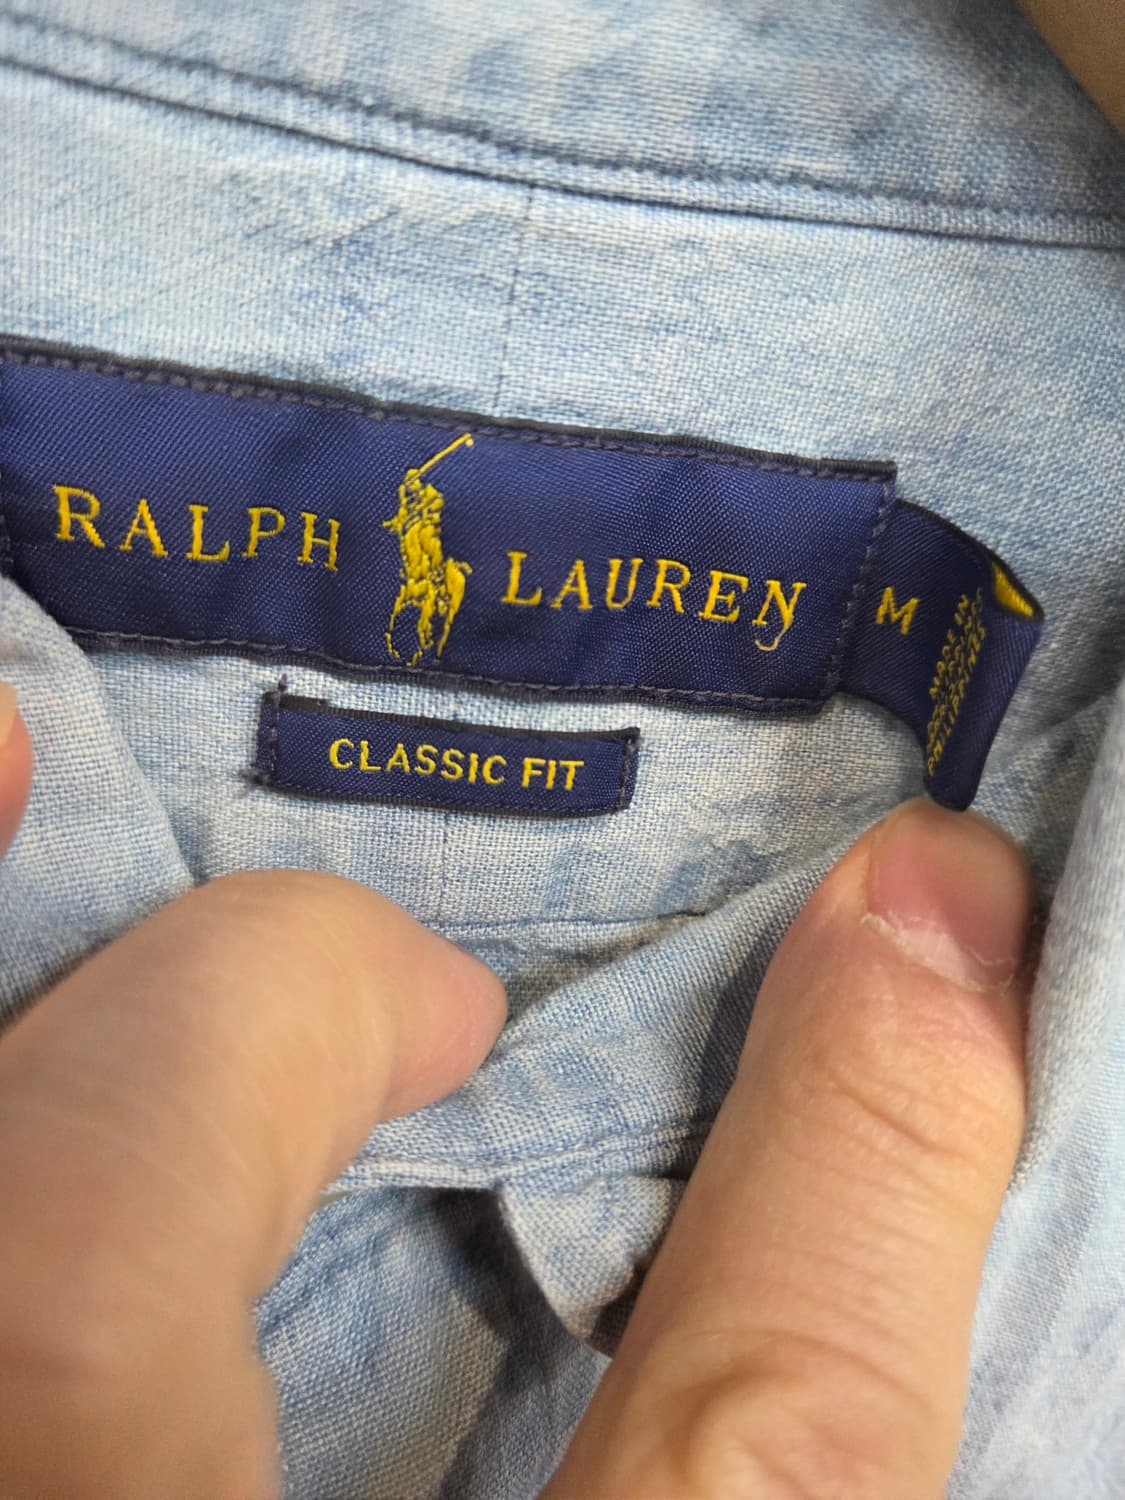 RALPH LAUREN
M
MADE IN
PHILIPPINES
CLASSIC FIT